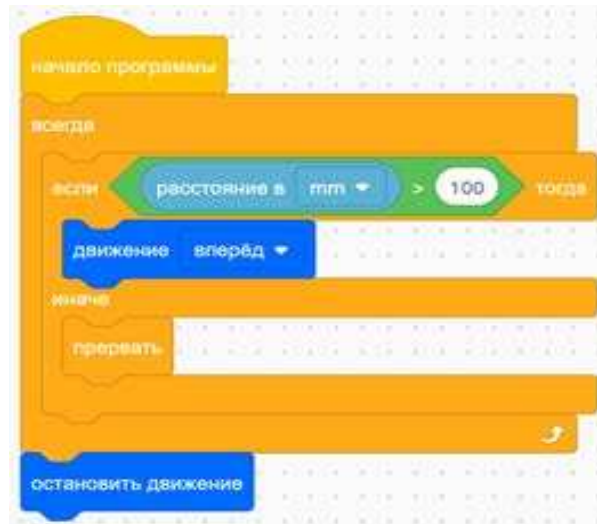 начало программы
всегда
если расстояние в mm > 100 тогда
движение вперёд
иначе
прервать
остановить движение